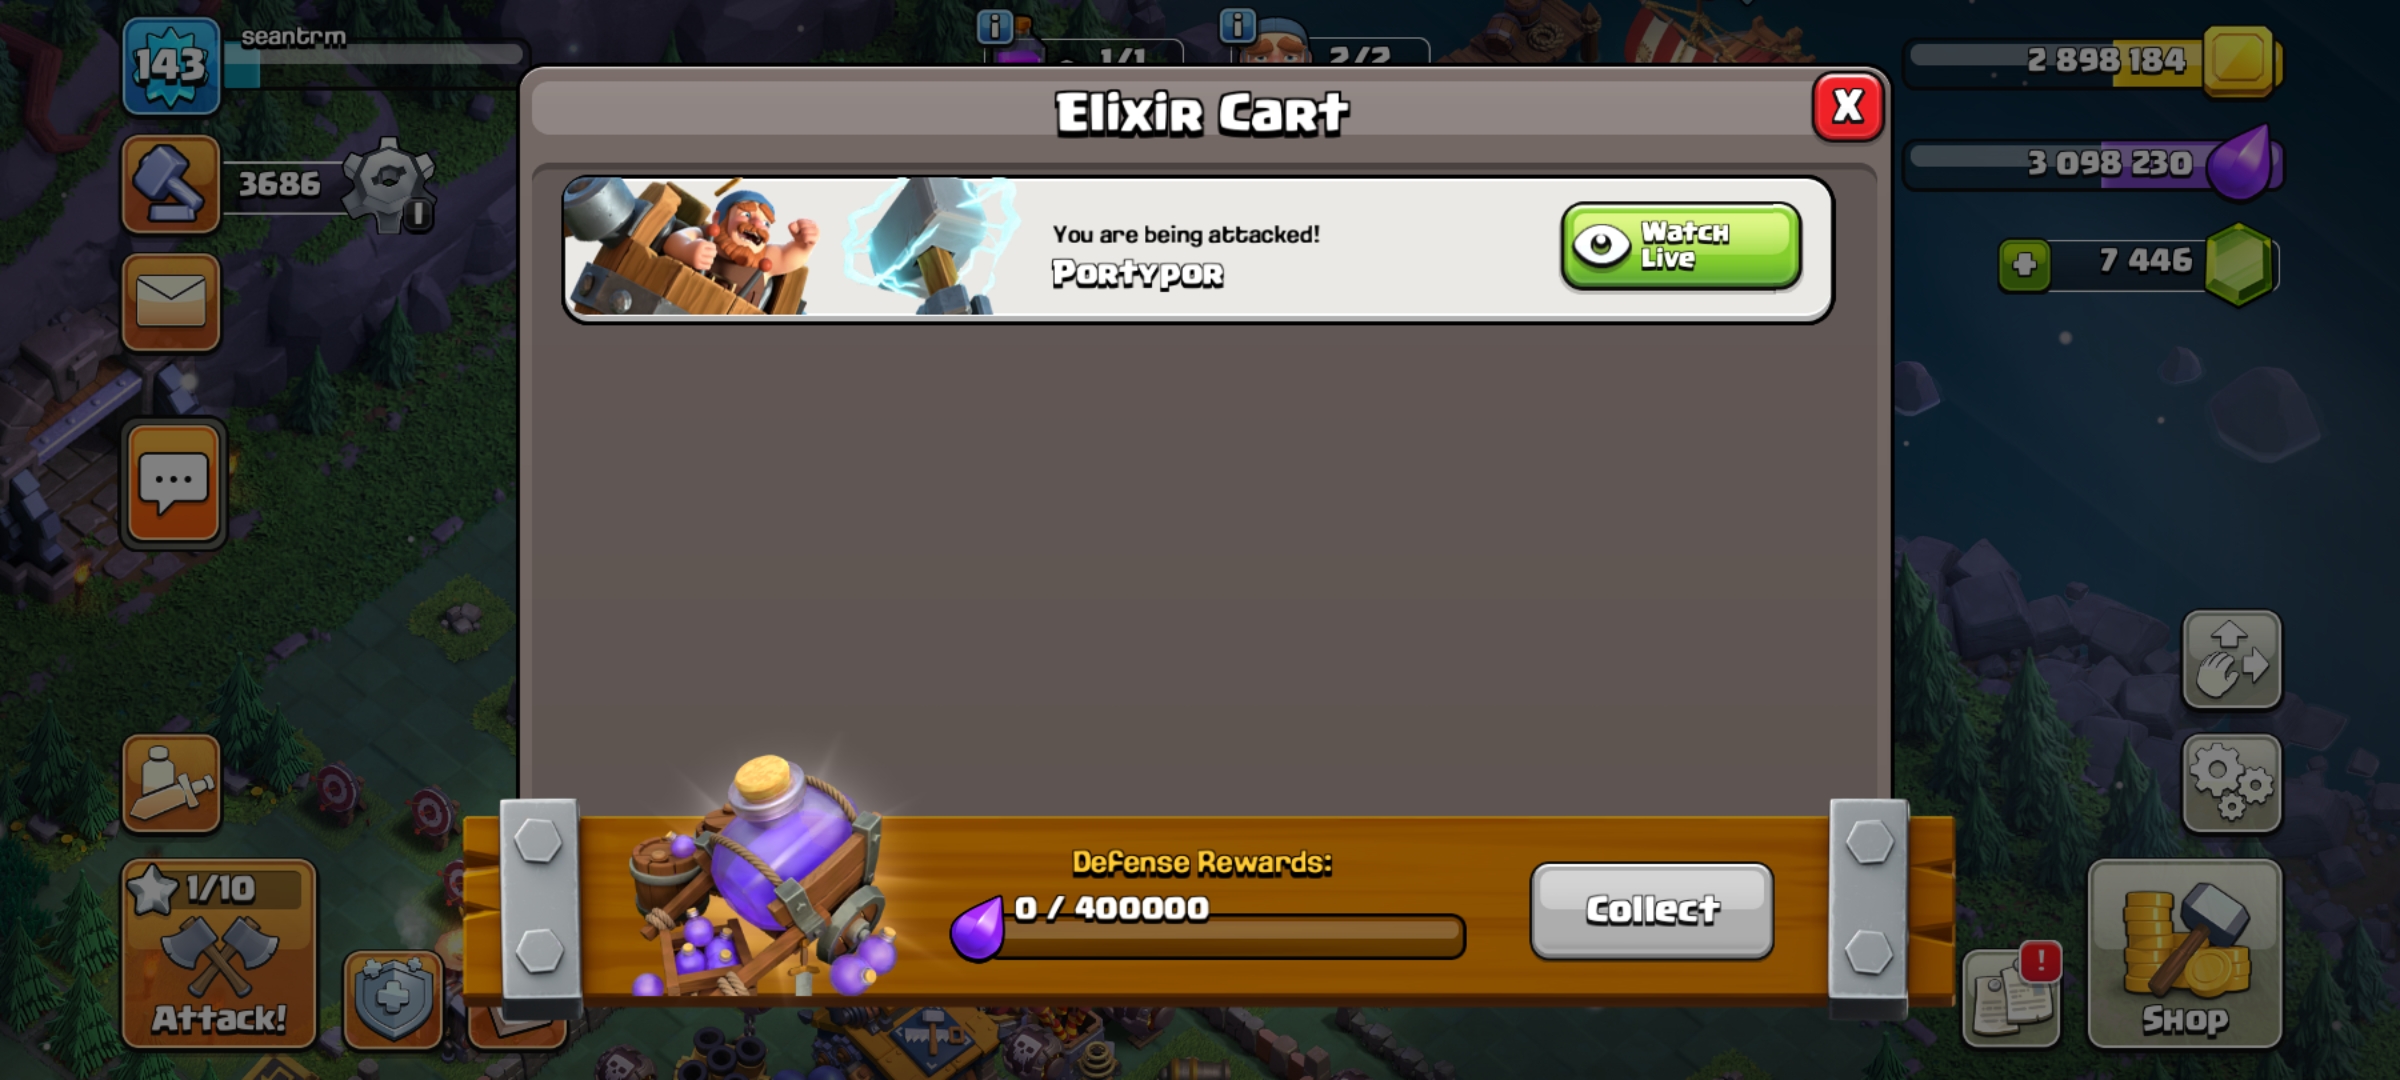 143
seantrm
1/1
2/2
2 898 184
Elixir Cart
X
3686
3 098 230
You are being attacked!
Portypor
Watch
Live
7 446
1/10
Attack!
Defense Rewards:
0 / 400000
Collect
!
Shop